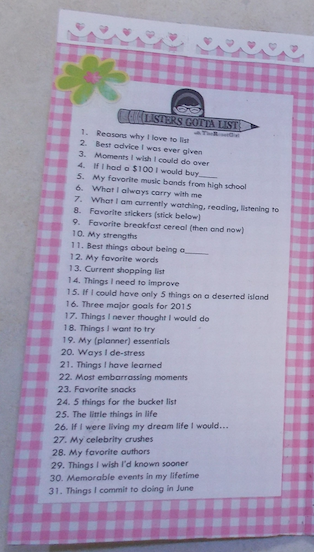 LISTERS GOTTA LIST
1. Reasons why I love to list
2. Best advice I was ever given
3. Moments I wish I could do over
4. If I had a $100 I would buy____
5. My favorite music bands from high school
6. What I always carry with me
7. What I am currently watching, reading, listening to
8. Favorite stickers (stick below)
9. Favorite breakfast cereal (then and now)
10. My strengths
11. Best things about being a_____
12. My favorite words
13. Current shopping list
14. Things I need to improve
15. If I could have only 5 things on a deserted island
16. Three major goals for 2015
17. Things I never thought I would do
18. Things I want to try
19. My (planner) essentials
20. Ways I de-stress
21. Things I have learned
22. Most embarrassing moments
23. Favorite snacks
24. 5 things for the bucket list
25. The little things in life
26. If I were living my dream life I would...
27. My celebrity crushes
28. My favorite authors
29. Things I wish I'd known sooner
30. Memorable events in my lifetime
31. Things I commit to doing in June